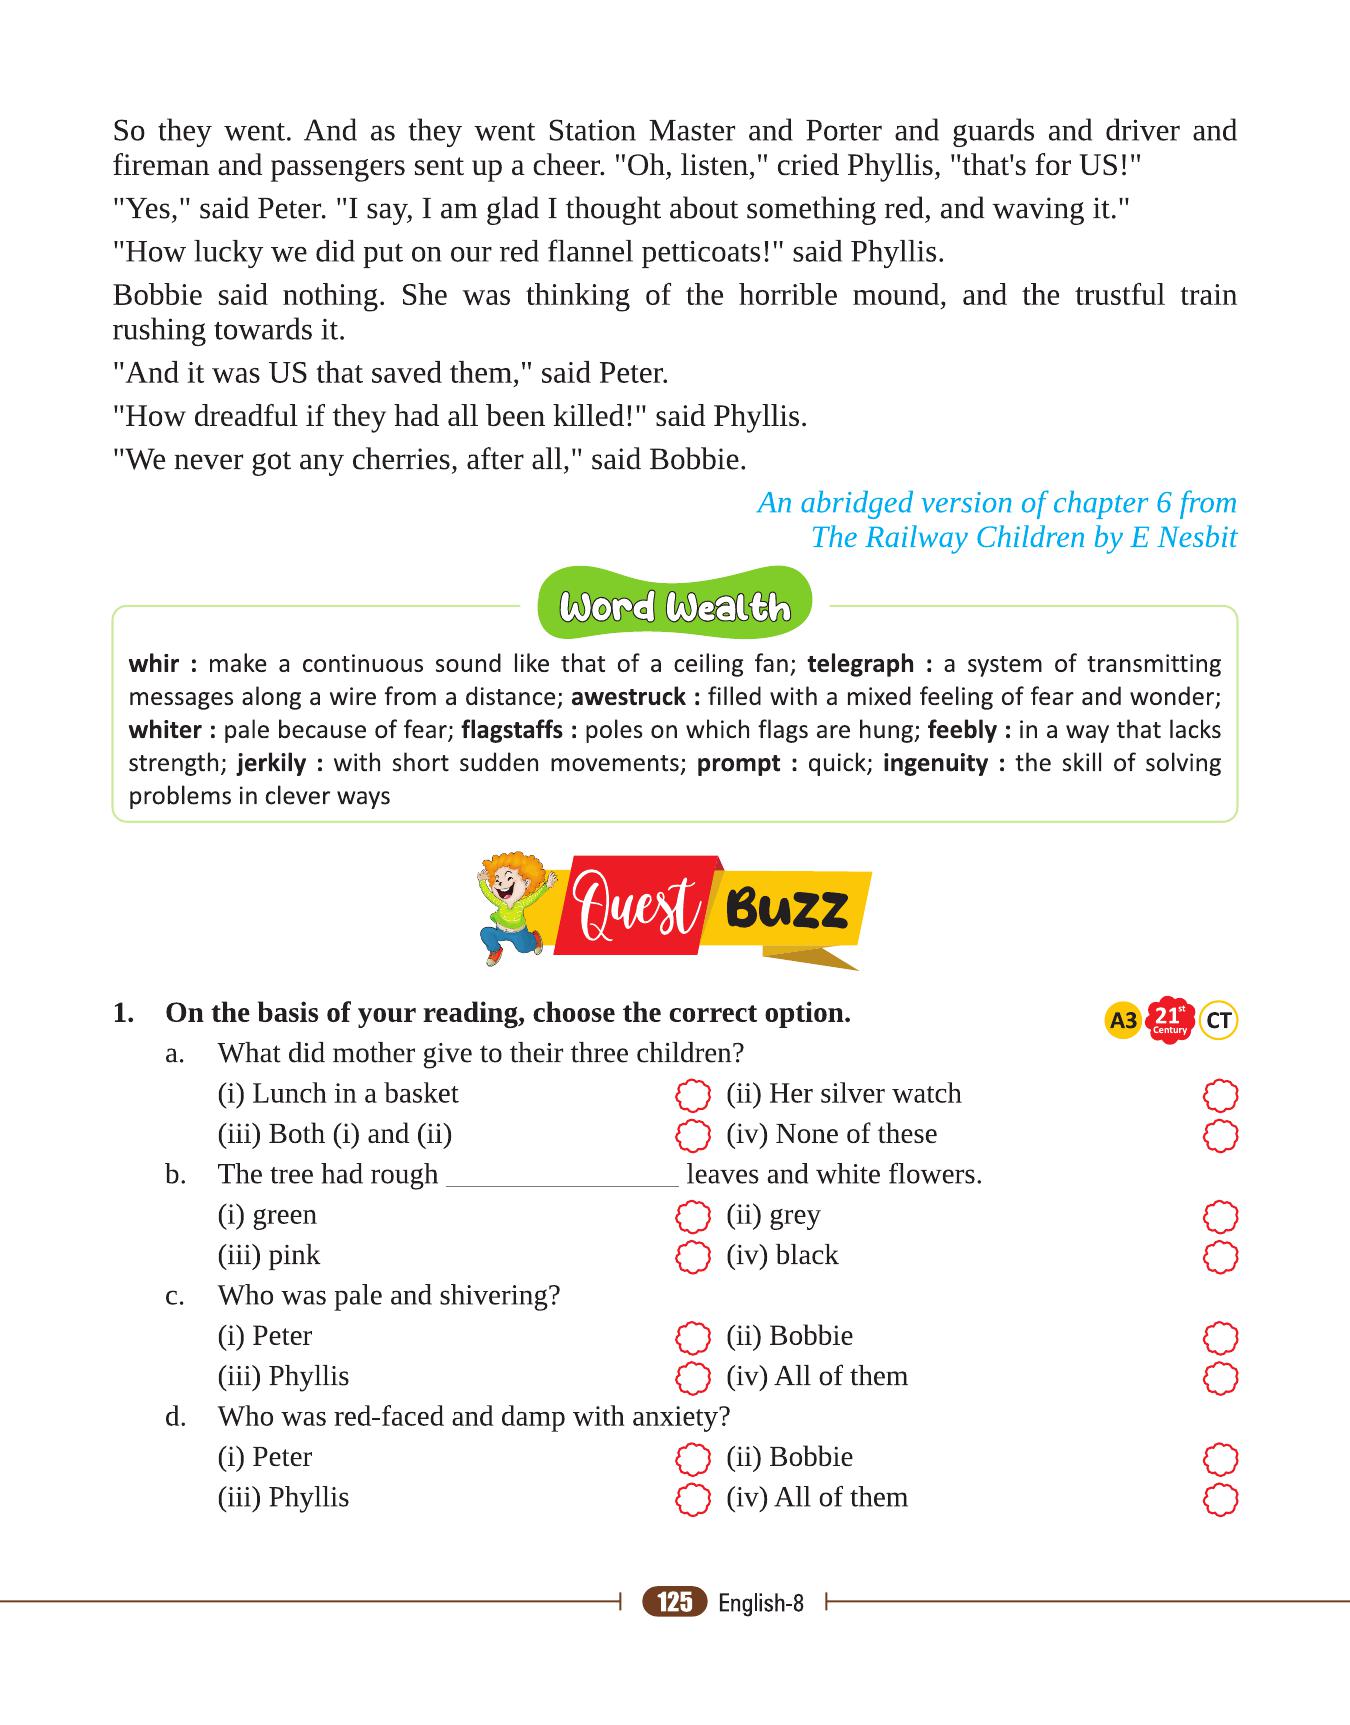 So they went. And as they went Station Master and Porter and guards and driver and
fireman and passengers sent up a cheer. "Oh, listen," cried Phyllis, "that's for US!"
"Yes," said Peter. "I say, I am glad I thought about something red, and waving it."
"How lucky we did put on our red flannel petticoats!" said Phyllis.
Bobbie said nothing. She was thinking of the horrible mound, and the trustful train
rushing towards it.
"And it was US that saved them," said Peter.
"How dreadful if they had all been killed!" said Phyllis.
"We never got any cherries, after all," said Bobbie.
An abridged version of chapter 6 from
The Railway Children by E Nesbit
Word Wealth
whir : make a continuous sound like that of a ceiling fan; telegraph : a system of transmitting
messages along a wire from a distance; awestruck : filled with a mixed feeling of fear and wonder;
whiter : pale because of fear; flagstaffs : poles on which flags are hung; feebly : in a way that lacks
strength; jerkily : with short sudden movements; prompt : quick; ingenuity : the skill of solving
problems in clever ways
Quest Buzz
1. On the basis of your reading, choose the correct option. A3 21st Century CT
a. What did mother give to their three children?
(i) Lunch in a basket (ii) Her silver watch
(iii) Both (i) and (ii) (iv) None of these
b. The tree had rough ________________ leaves and white flowers.
(i) green (ii) grey
(iii) pink (iv) black
c. Who was pale and shivering?
(i) Peter (ii) Bobbie
(iii) Phyllis (iv) All of them
d. Who was red-faced and damp with anxiety?
(i) Peter (ii) Bobbie
(iii) Phyllis (iv) All of them
125 English-8